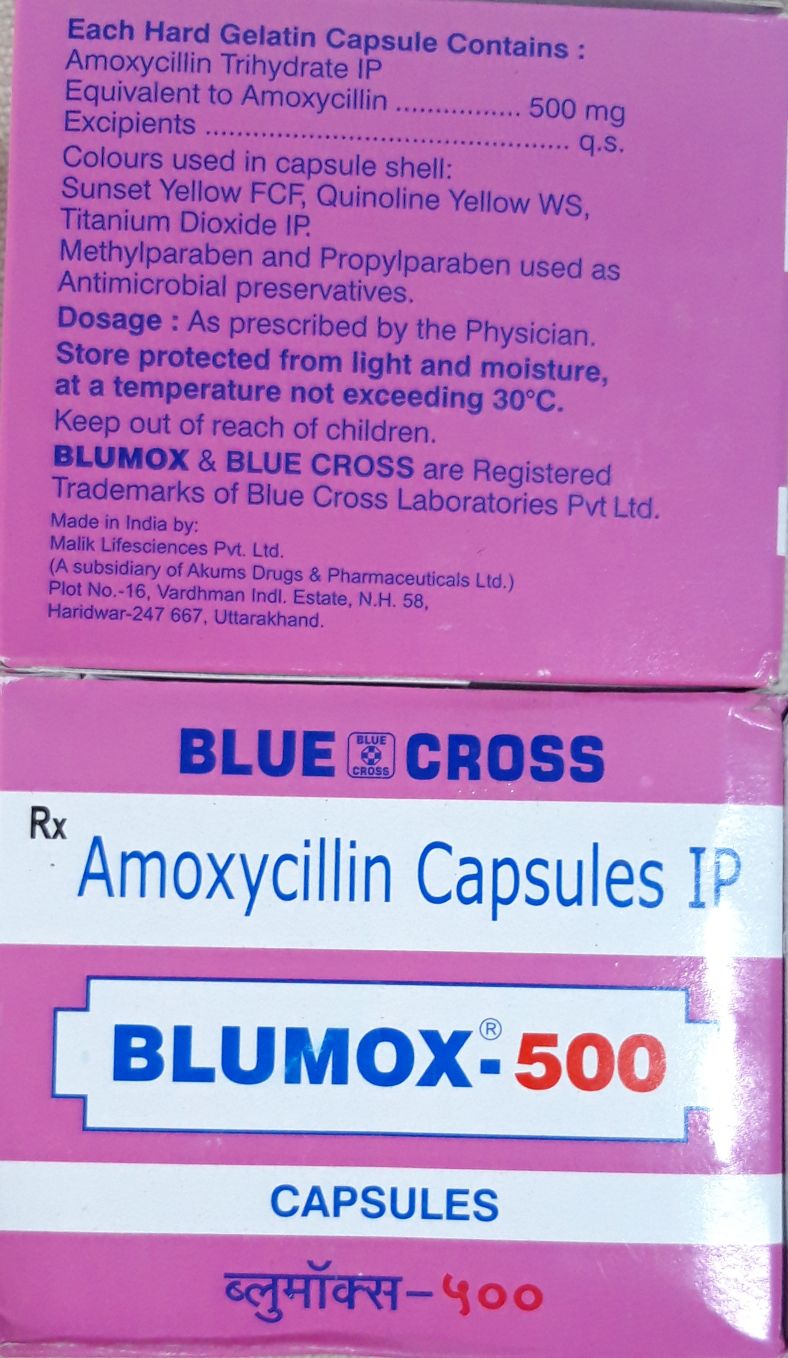 Each Hard Gelatin Capsule Contains :
Amoxycillin Trihydrate IP
Equivalent to Amoxycillin ................ 500 mg
Excipients .............................................. q.s.
Colours used in capsule shell:
Sunset Yellow FCF, Quinoline Yellow WS,
Titanium Dioxide IP.
Methylparaben and Propylparaben used as
Antimicrobial preservatives.
Dosage : As prescribed by the Physician.
Store protected from light and moisture,
at a temperature not exceeding 30°C.
Keep out of reach of children.
BLUMOX & BLUE CROSS are Registered
Trademarks of Blue Cross Laboratories Pvt Ltd.
Made in India by:
Malik Lifesciences Pvt. Ltd.
(A subsidiary of Akums Drugs & Pharmaceuticals Ltd.)
Plot No.-16, Vardhman Indl. Estate, N.H. 58,
Haridwar-247 667, Uttarakhand.
BLUE BLUE CROSS CROSS
Rx
Amoxycillin Capsules IP
BLUMOX®-500
CAPSULES
ब्लुमॉक्स-५००